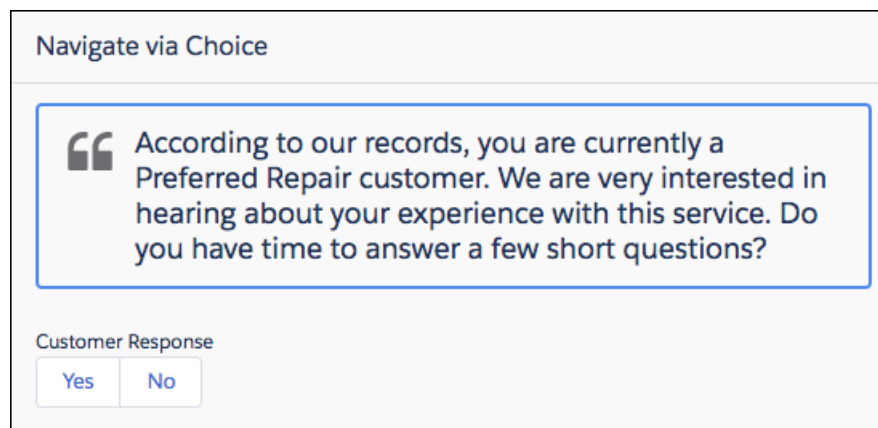 Navigate via Choice
According to our records, you are currently a
Preferred Repair customer. We are very interested in
hearing about your experience with this service. Do
you have time to answer a few short questions?
Customer Response
Yes No